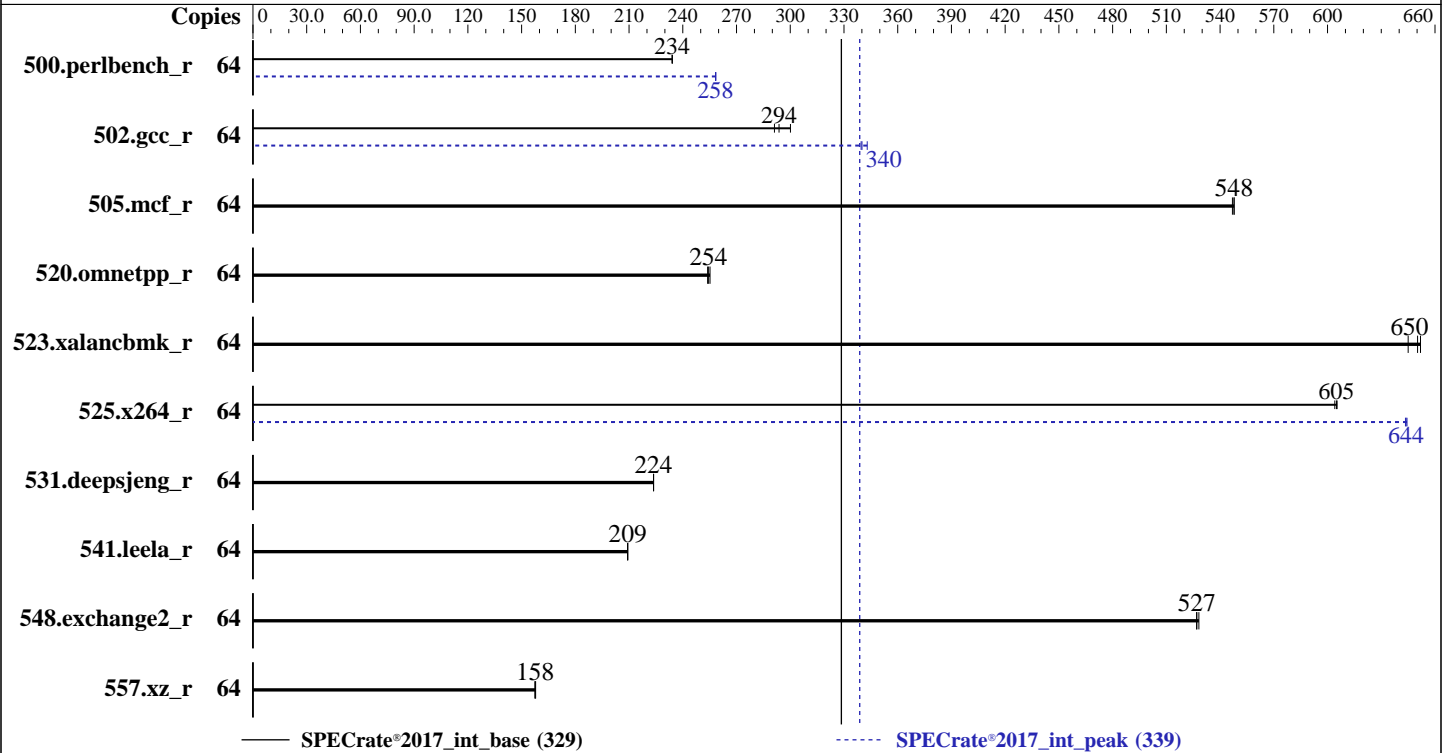 Copies 0 30.0 60.0 90.0 120 150 180 210 240 270 300 330 360 390 420 450 480 510 540 570 600 660
234
500.perlbench_r 64
258
294
502.gcc_r 64
340
548
505.mcf_r 64
254
520.omnetpp_r 64
650
523.xalancbmk_r 64
605
525.x264_r 64
644
224
531.deepsjeng_r 64
209
541.leela_r 64
527
548.exchange2_r 64
158
557.xz_r 64
SPECrate®2017_int_base (329) SPECrate®2017_int_peak (339)